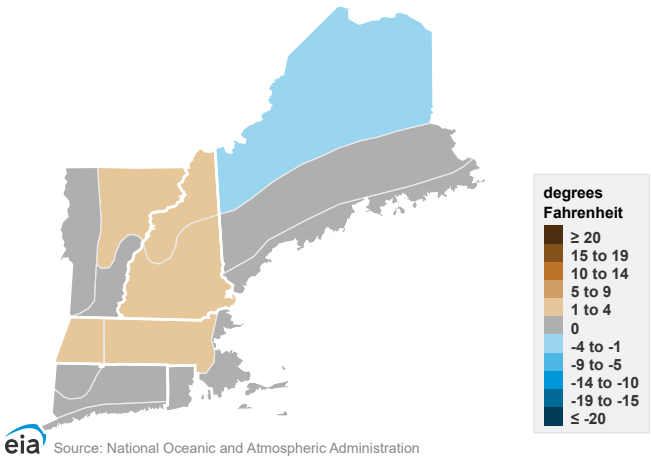 degrees
Fahrenheit
≥ 20
15 to 19
10 to 14
5 to 9
1 to 4
0
-4 to -1
-9 to -5
-14 to -10
-19 to -15
≤ -20
eia
Source: National Oceanic and Atmospheric Administration